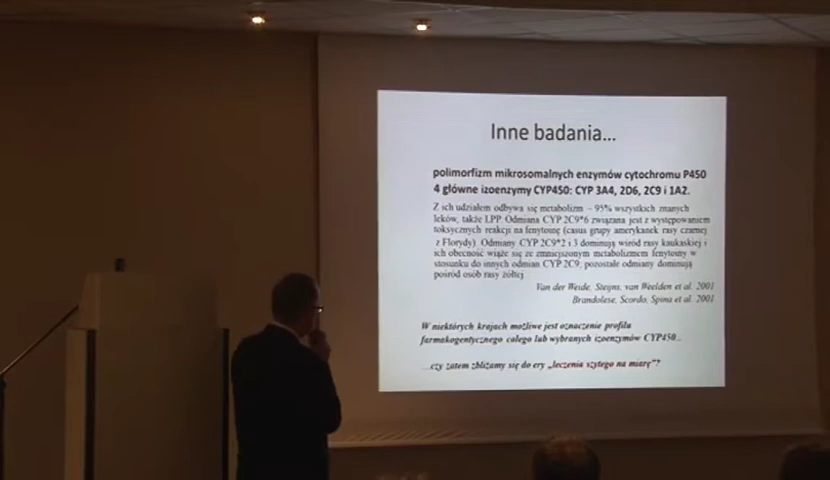 Inne badania...
polimorfizm mikrosomalnych enzymów cytochromu P450
4 główne izoenzymy CYP450: CYP 3A4, 2D6, 2C9 i 1A2.
Z ich udziałem odbywa się metabolizm – 95% wszystkich znanych
leków, także LPP. Odmiana CYP 2C9*6 związana jest z występowaniem
toksycznych reakcji na fenytoinę (casus grupy amerykanek rasy czarnej
z Florydy). Odmiany CYP 2C9*2 i 3 dominują wśród rasy kaukaskiej i
ich obecność wiąże się ze zmniejszonym metabolizmem fenytoiny w
stosunku do innych odmian CYP 2C9, pozostałe odmiany dominują
pośród osób rasy żółtej.
Van der Weide, Steijns, van Weelden et al. 2001
Brandolese, Scordo, Spina et al. 2001
W niektórych krajach możliwe jest oznaczenie profilu
farmakogentycznego całego lub wybranych izoenzymów CYP450...
...czy zatem zbliżamy się do ery „leczenia szytego na miarę"?